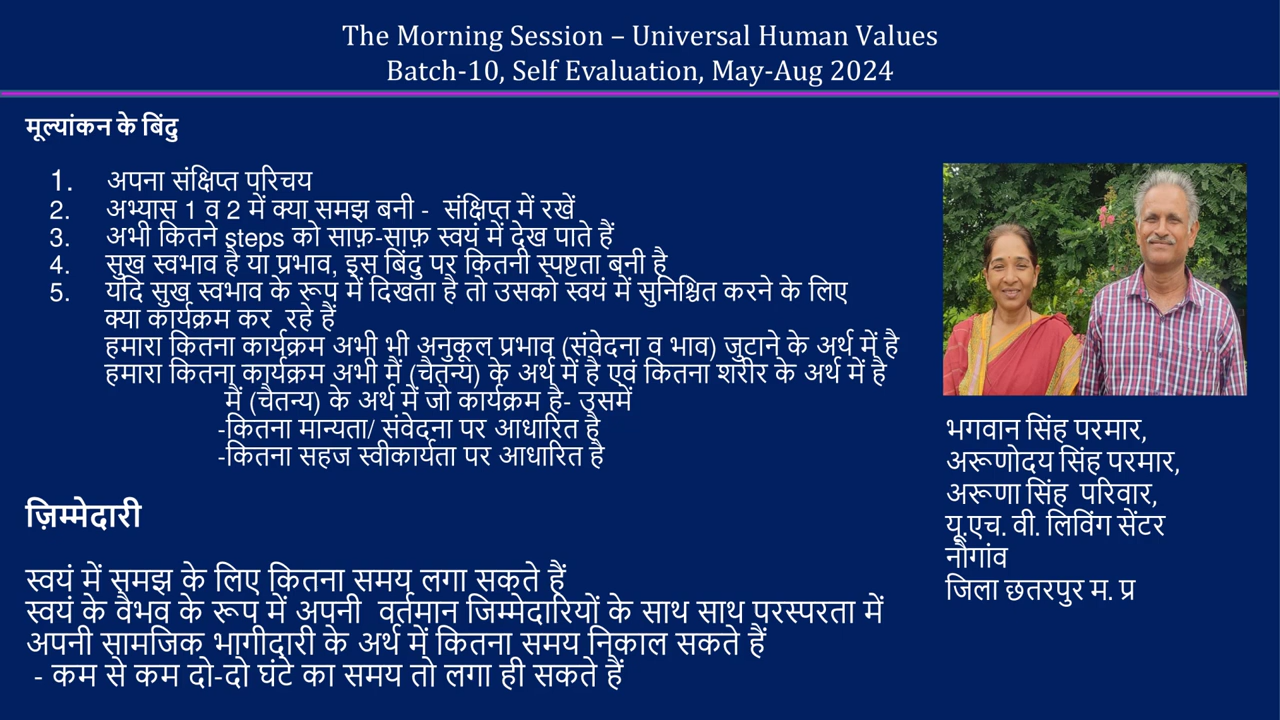 The Morning Session – Universal Human Values
Batch-10, Self Evaluation, May-Aug 2024
मूल्यांकन के बिंदु
1. अपना संक्षिप्त परिचय
2. अभ्यास 1 व 2 में क्या समझ बनी - संक्षिप्त में रखें
3. अभी कितने steps को साफ़-साफ़ स्वयं में देख पाते हैं
4. सुख स्वभाव है या प्रभाव, इस बिंदु पर कितनी स्पष्टता बनी है
5. यदि सुख स्वभाव के रूप में दिखता है तो उसको स्वयं में सुनिश्चित करने के लिए
क्या कार्यक्रम कर रहे हैं
हमारा कितना कार्यक्रम अभी भी अनुकूल प्रभाव (संवेदना व भाव) जुटाने के अर्थ में है
हमारा कितना कार्यक्रम अभी मैं (चैतन्य) के अर्थ में है एवं कितना शरीर के अर्थ में है
मैं (चैतन्य) के अर्थ में जो कार्यक्रम है- उसमें
-कितना मान्यता/ संवेदना पर आधारित है
-कितना सहज स्वीकार्यता पर आधारित है
ज़िम्मेदारी
स्वयं में समझ के लिए कितना समय लगा सकते हैं
स्वयं के वैभव के रूप में अपनी वर्तमान जिम्मेदारियों के साथ साथ परस्परता में
अपनी सामजिक भागीदारी के अर्थ में कितना समय निकाल सकते हैं
- कम से कम दो-दो घंटे का समय तो लगा ही सकते हैं
भगवान सिंह परमार,
अरूणोदय सिंह परमार,
अरूणा सिंह परिवार,
यू.एच. वी. लिविंग सेंटर
नौगांव
जिला छतरपुर म. प्र